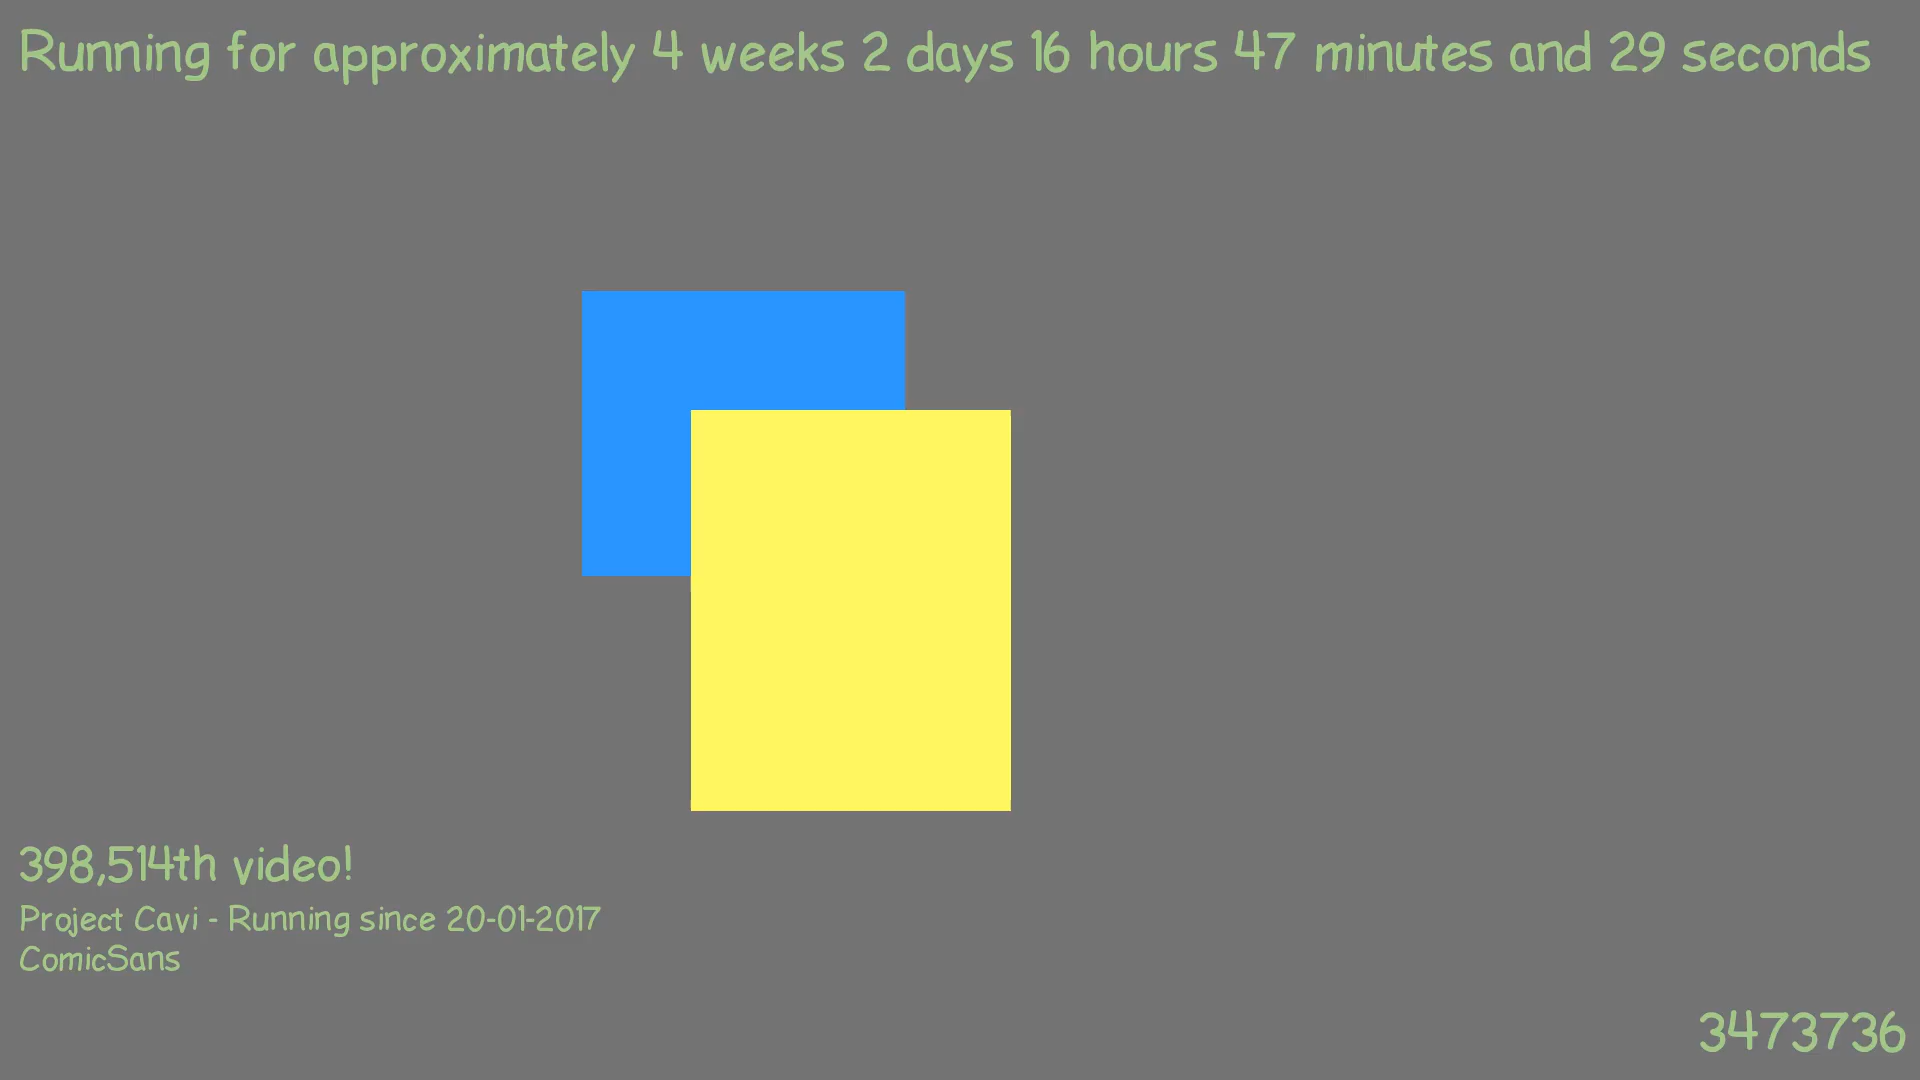 Running for approximately 4 weeks 2 days 16 hours 47 minutes and 29 seconds
398,514th video!
Project Cavi - Running since 20-01-2017
ComicSans
3473736